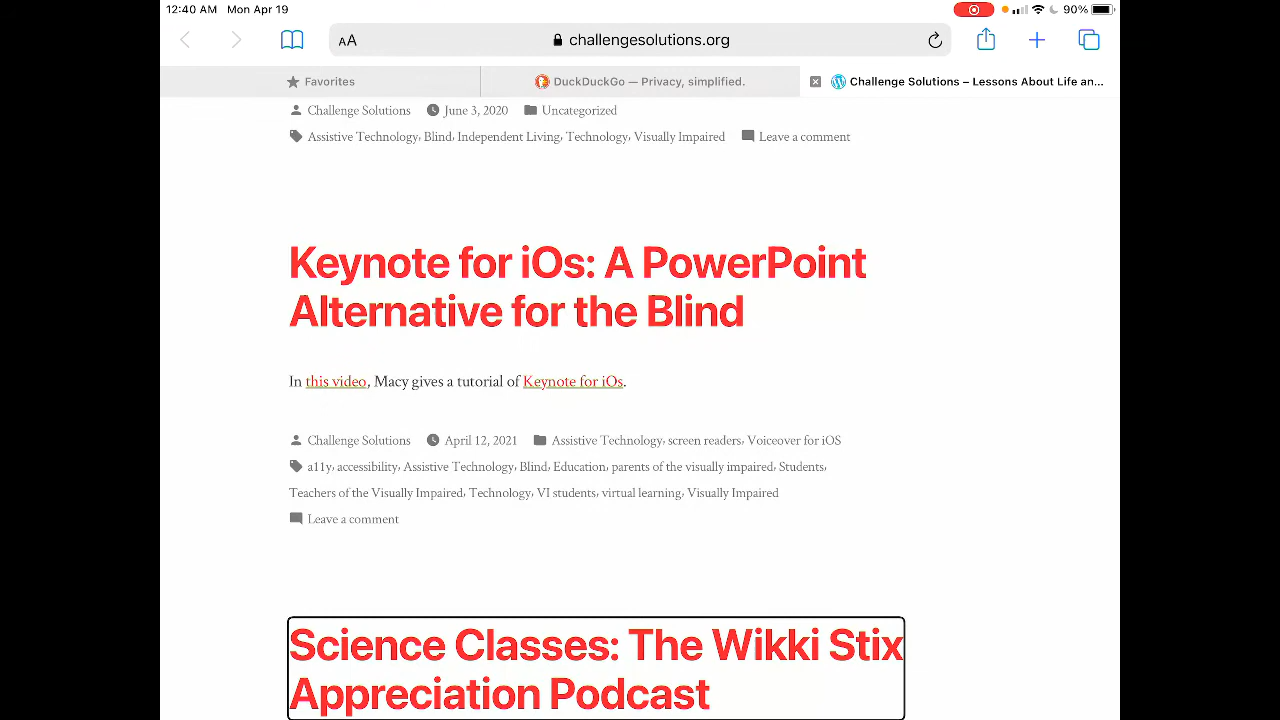 12:40 AM Mon Apr 19
90%
AA
challengesolutions.org
Favorites
DuckDuckGo — Privacy, simplified.
Challenge Solutions – Lessons About Life an...
Challenge Solutions June 3, 2020 Uncategorized
Assistive Technology, Blind, Independent Living, Technology, Visually Impaired Leave a comment
Keynote for iOs: A PowerPoint
Alternative for the Blind
In this video, Macy gives a tutorial of Keynote for iOs.
Challenge Solutions April 12, 2021 Assistive Technology, screen readers, Voiceover for iOS
a11y, accessibility, Assistive Technology, Blind, Education, parents of the visually impaired, Students,
Teachers of the Visually Impaired, Technology, VI students, virtual learning, Visually Impaired
Leave a comment
Science Classes: The Wikki Stix
Appreciation Podcast